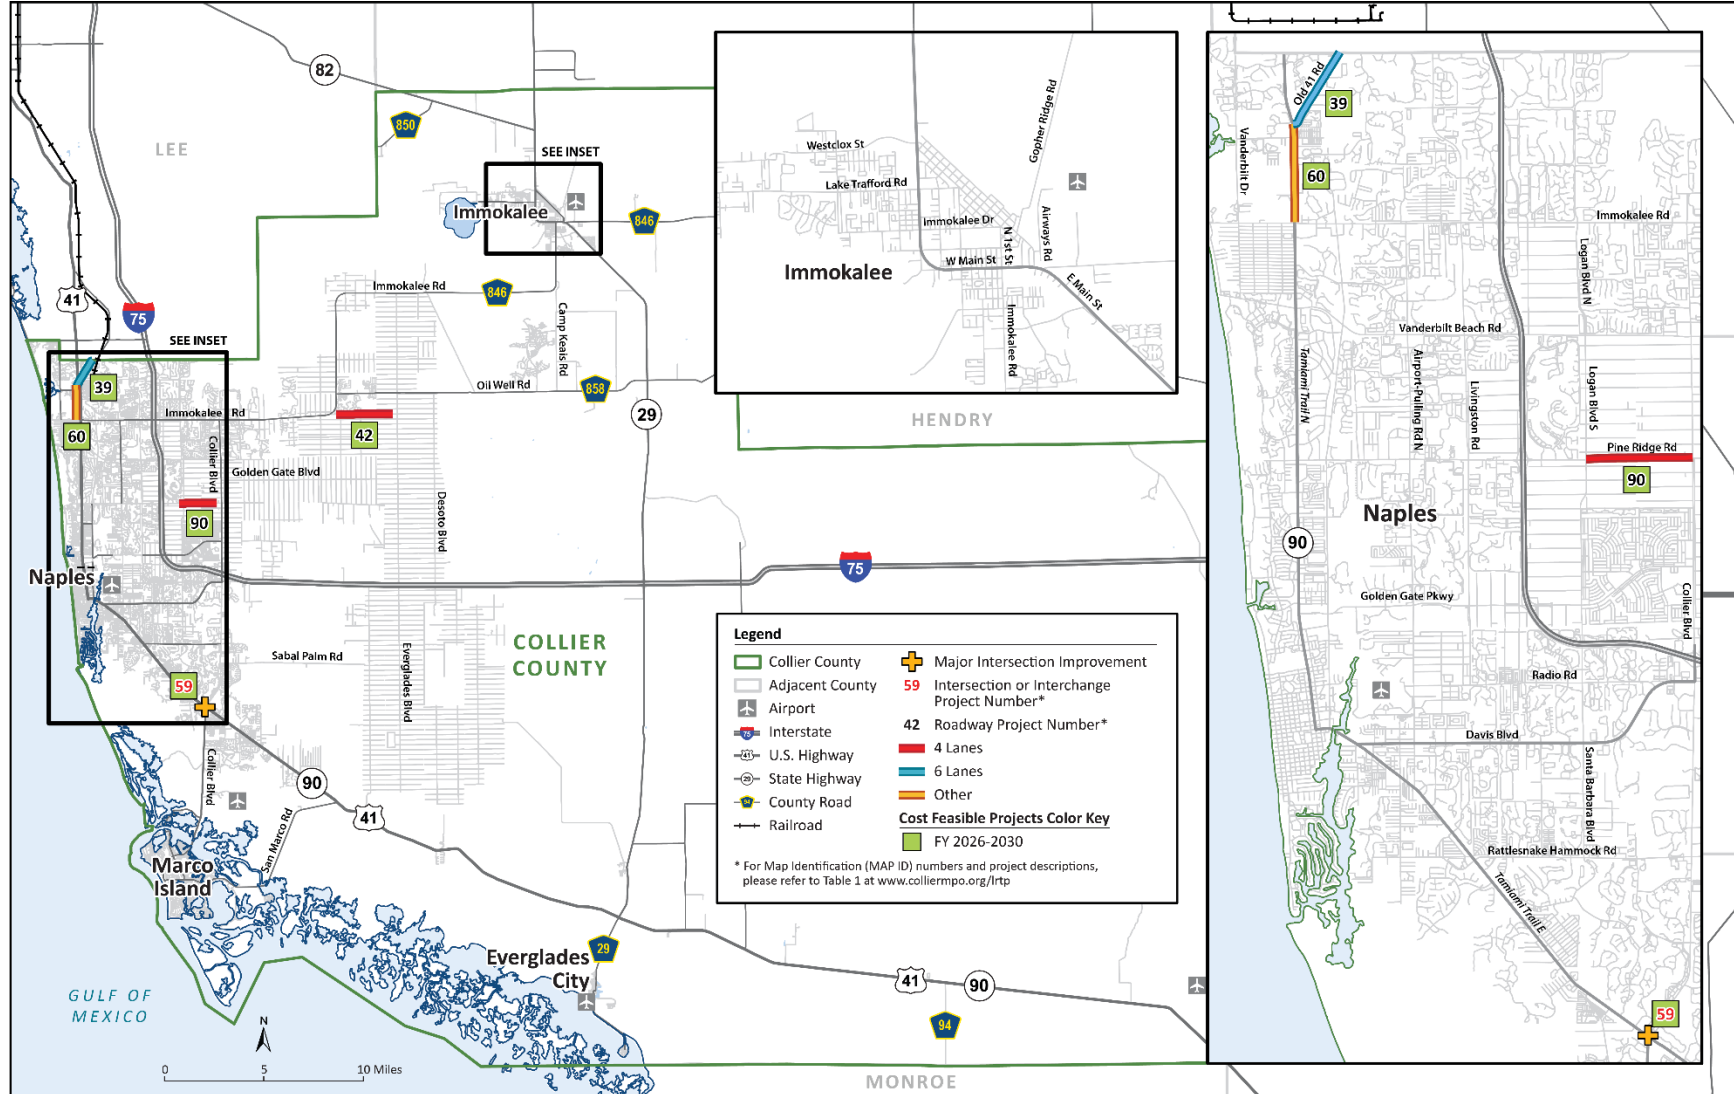 82
850
LEE
SEE INSET
Immokalee
846
41
75
Immokalee Rd
846
Camp Keais Rd
SEE INSET
39
Oil Well Rd
858
Immokalee Rd
60
42
29
Collier Blvd
Golden Gate Blvd
90
Desoto Blvd
75
Naples
COLLIER
COUNTY
Sabal Palm Rd
Everglades Blvd
59
Collier Blvd
90
41
San Marco Rd
Marco
Island
Everglades
City
29
41
90
94
GULF OF
MEXICO
N
0
5
10 Miles
MONROE
HENDRY
Westclox St
Lake Trafford Rd
Immokalee Dr
N 1st St
Gopher Ridge Rd
Airways Rd
W Main St
E Main St
Immokalee
Immokalee Rd
Legend
Collier County
Adjacent County
Airport
75
Interstate
41
U.S. Highway
29
State Highway
94
County Road
Railroad
Major Intersection Improvement
59
Intersection or Interchange
Project Number*
42
Roadway Project Number*
4 Lanes
6 Lanes
Other
Cost Feasible Projects Color Key
FY 2026-2030
* For Map Identification (MAP ID) numbers and project descriptions,
please refer to Table 1 at www.colliermpo.org/lrtp
Old 41 Rd
39
Vanderbilt Dr
60
Immokalee Rd
Logan Blvd N
Vanderbilt Beach Rd
Tamiami Trail N
Airport-Pulling Rd N
Livingston Rd
Logan Blvd S
Pine Ridge Rd
90
Naples
90
Golden Gate Pkwy
Collier Blvd
Radio Rd
Davis Blvd
Santa Barbara Blvd
Rattlesnake Hammock Rd
Tamiami Trail E
59